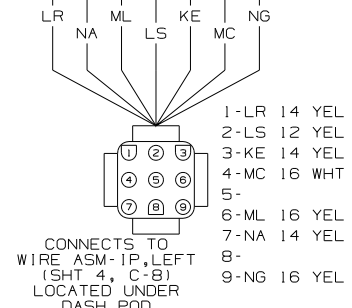 LR ML KE NG
NA LS MC
1-LR 14 YEL
2-LS 12 YEL
3-KE 14 YEL
4-MC 16 WHT
5-
6-ML 16 YEL
7-NA 14 YEL
8-
9-NG 16 YEL
1 2 3
4 5 6
7 8 9
CONNECTS TO
WIRE ASM-IP,LEFT
(SHT 4, C-8)
LOCATED UNDER
DASH POD